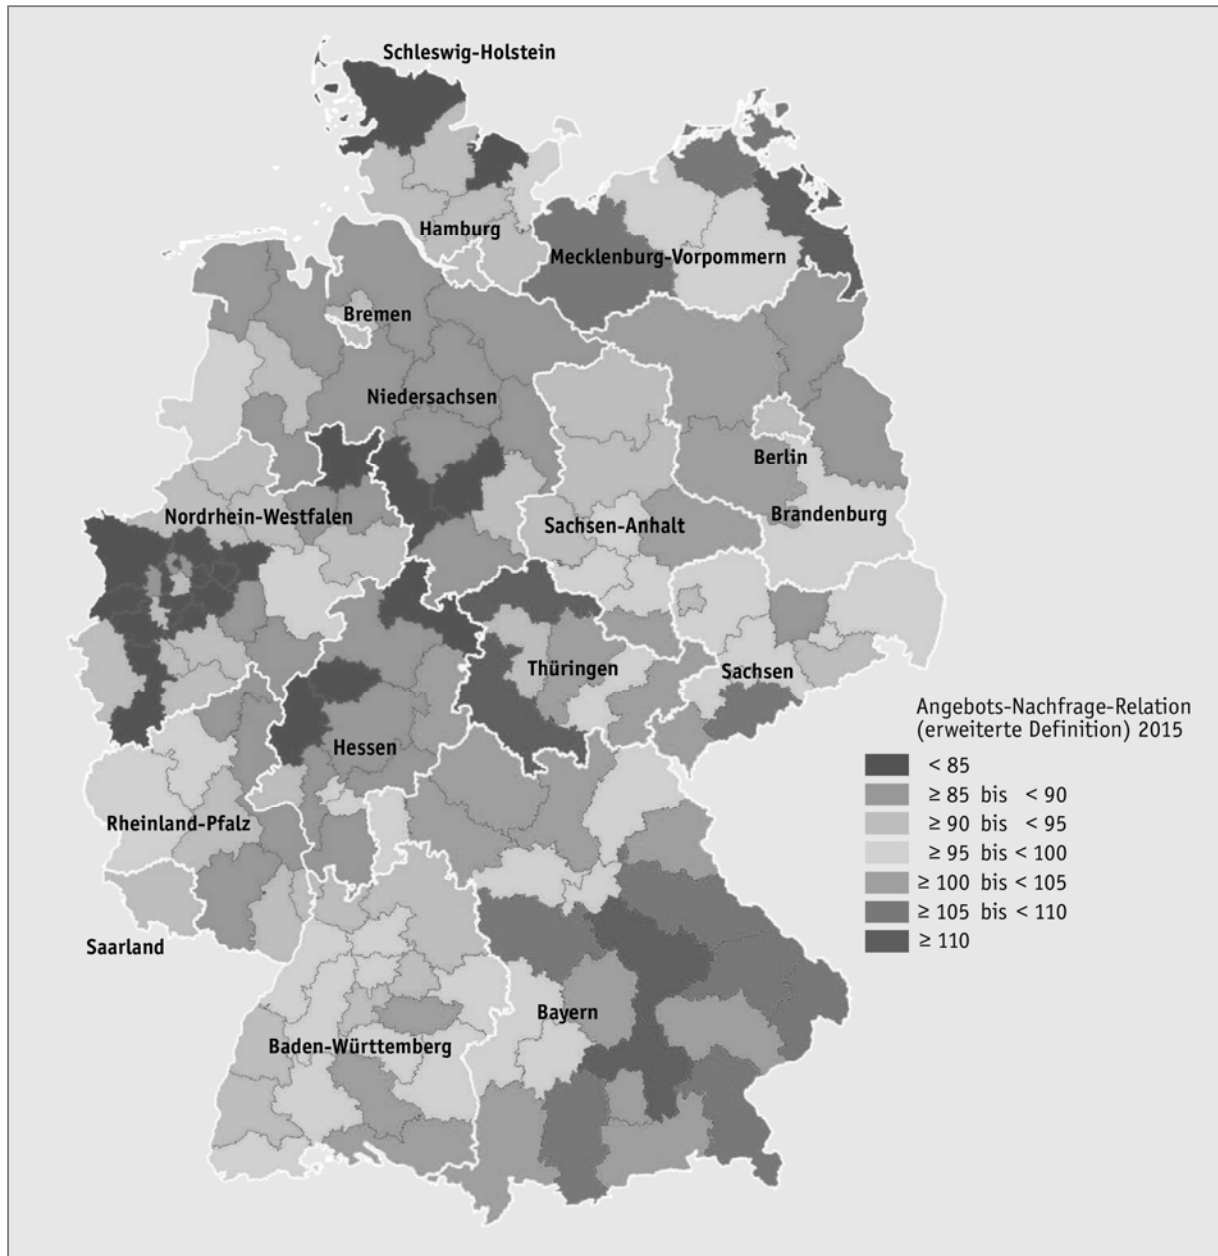 Schleswig-Holstein
Hamburg
Mecklenburg-Vorpommern
Bremen
Niedersachsen
Berlin
Brandenburg
Nordrhein-Westfalen
Sachsen-Anhalt
Thüringen
Sachsen
Hessen
Rheinland-Pfalz
Saarland
Bayern
Baden-Württemberg
Angebots-Nachfrage-Relation
(erweiterte Definition) 2015
< 85
≥ 85 bis < 90
≥ 90 bis < 95
≥ 95 bis < 100
≥ 100 bis < 105
≥ 105 bis < 110
≥ 110